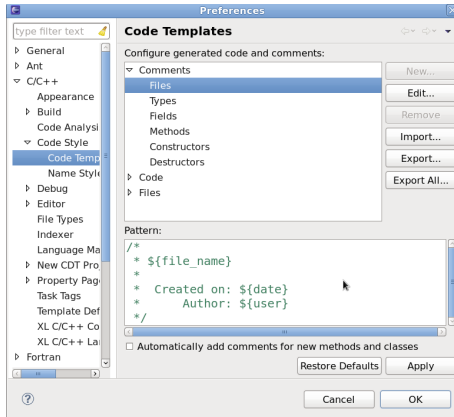 Preferences
type filter text
Code Templates
General
Ant
C/C++
Appearance
Build
Code Analysi
Code Style
Code Temp
Name Style
Debug
Editor
File Types
Indexer
Language Ma
New CDT Pro
Property Page
Task Tags
Template Def
XL C/C++ Co
XL C/C++ Lan
Fortran
Configure generated code and comments:
Comments
Files
Types
Fields
Methods
Constructors
Destructors
Code
Files
New...
Edit...
Remove
Import...
Export...
Export All...
Pattern:
/*
* ${file_name}
*
*  Created on: ${date}
*      Author: ${user}
*/
Automatically add comments for new methods and classes
Restore Defaults
Apply
Cancel
OK